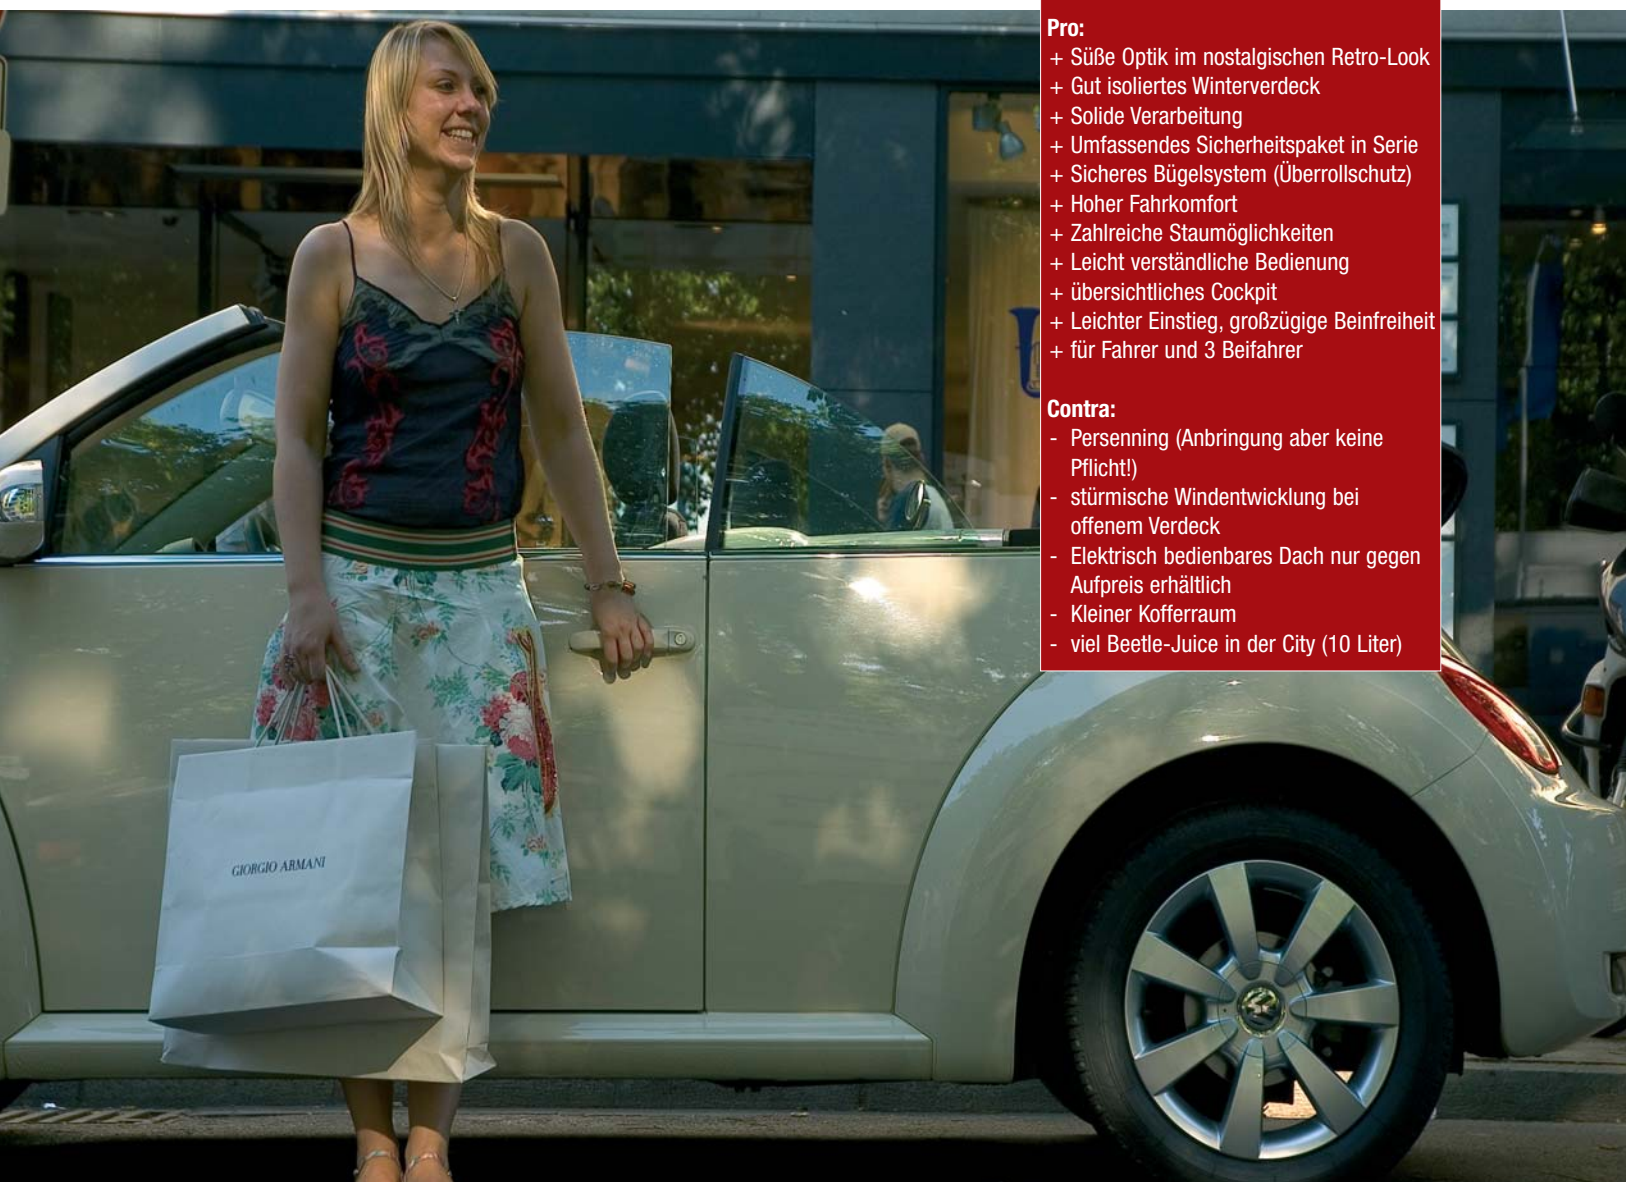 Pro:
+ Süße Optik im nostalgischen Retro-Look
+ Gut isoliertes Winterverdeck
+ Solide Verarbeitung
+ Umfassendes Sicherheitspaket in Serie
+ Sicheres Bügelsystem (Überrollschutz)
+ Hoher Fahrkomfort
+ Zahlreiche Staumöglichkeiten
+ Leicht verständliche Bedienung
+ übersichtliches Cockpit
+ Leichter Einstieg, großzügige Beinfreiheit
+ für Fahrer und 3 Beifahrer
Contra:
- Persenning (Anbringung aber keine
Pflicht!)
- stürmische Windentwicklung bei
offenem Verdeck
- Elektrisch bedienbares Dach nur gegen
Aufpreis erhältlich
- Kleiner Kofferraum
- viel Beetle-Juice in der City (10 Liter)
GIORGIO ARMANI